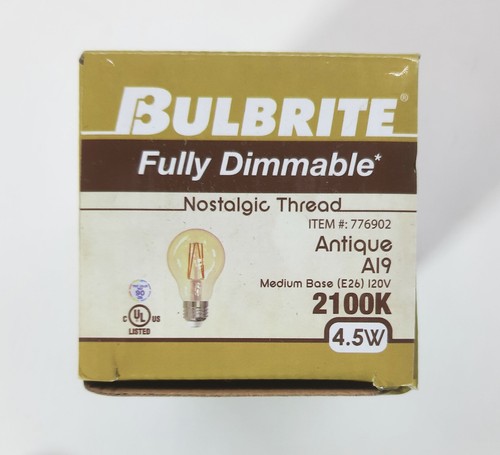 BULBRITE®
Fully Dimmable*
Nostalgic Thread
ITEM #: 776902
Antique
A19
Medium Base (E26) 120V
2100K
4.5W
90
C UL US
LISTED